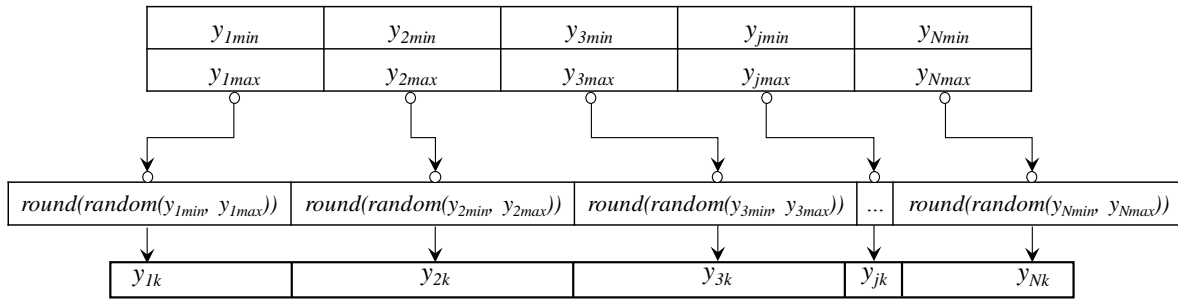 y1min y2min y3min yjmin yNmin
y1max y2max y3max yjmax yNmax
round(random(y1min, y1max)) round(random(y2min, y2max)) round(random(y3min, y3max)) ... round(random(yNmin, yNmax))
y1k y2k y3k yjk yNk